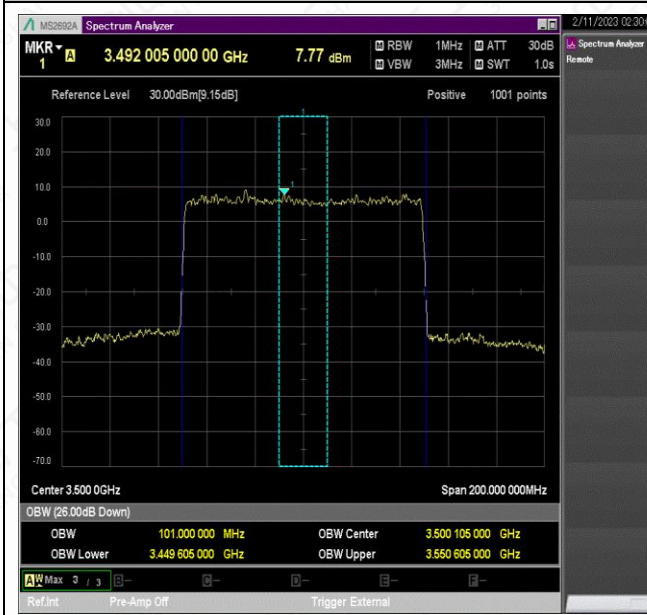 MS2692A Spectrum Analyzer
2/11/2023 02:30:
MKR 1 A 3.492 005 000 00 GHz 7.77 dBm
M RBW 1MHz M ATT 30dB
M VBW 3MHz M SWT 1.0s
Spectrum Analyzer
Remote
Reference Level 30.00dBm[9.15dB] Positive 1001 points
1
30.0
20.0
10.0
1
0.0
-10.0
-20.0
-30.0
-40.0
-50.0
-60.0
-70.0
Center 3.500 0GHz Span 200.000 000MHz
OBW (26.00dB Down)
OBW 101.000 000 MHz OBW Center 3.500 105 000 GHz
OBW Lower 3.449 605 000 GHz OBW Upper 3.550 605 000 GHz
A W Max 3 / 3 B- C- D- E- F-
Ref.Int Pre-Amp Off Trigger External